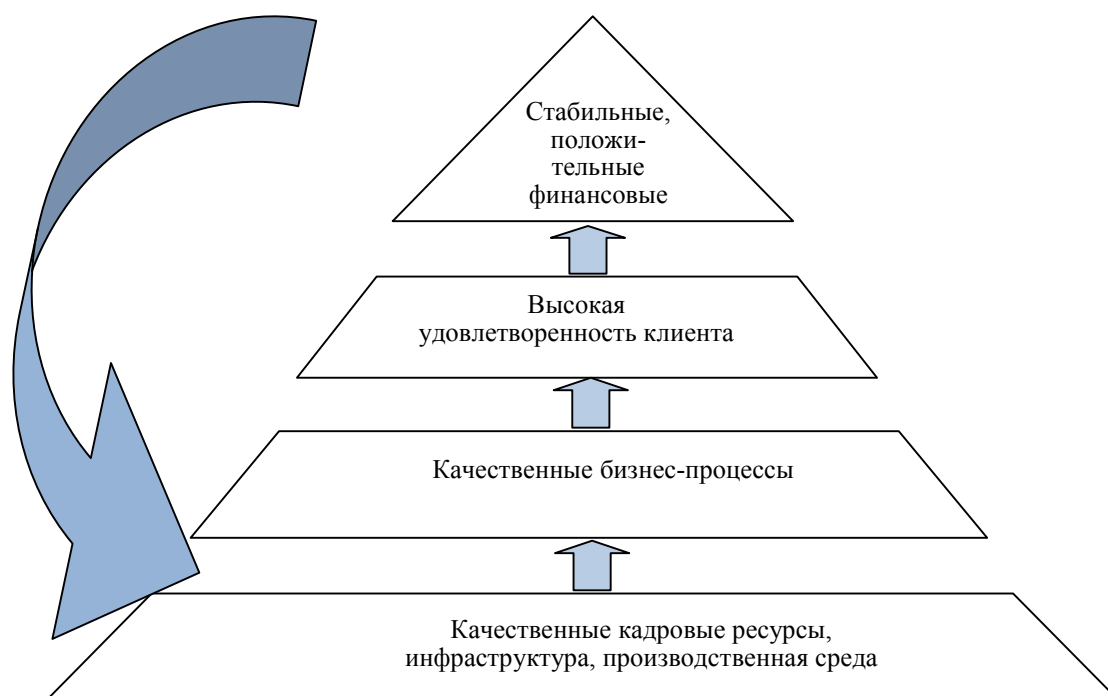 Стабильные,
положи-
тельные
финансовые
Высокая
удовлетворенность клиента
Качественные бизнес-процессы
Качественные кадровые ресурсы,
инфраструктура, производственная среда